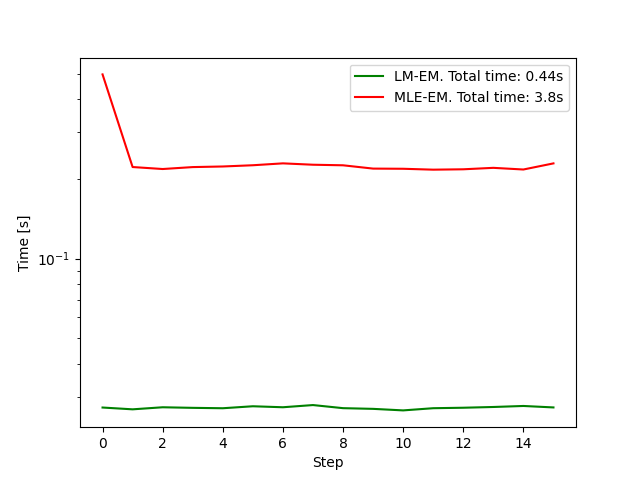 LM-EM. Total time: 0.44s
MLE-EM. Total time: 3.8s
Time [s]
10⁻¹
0 2 4 6 8 10 12 14
Step